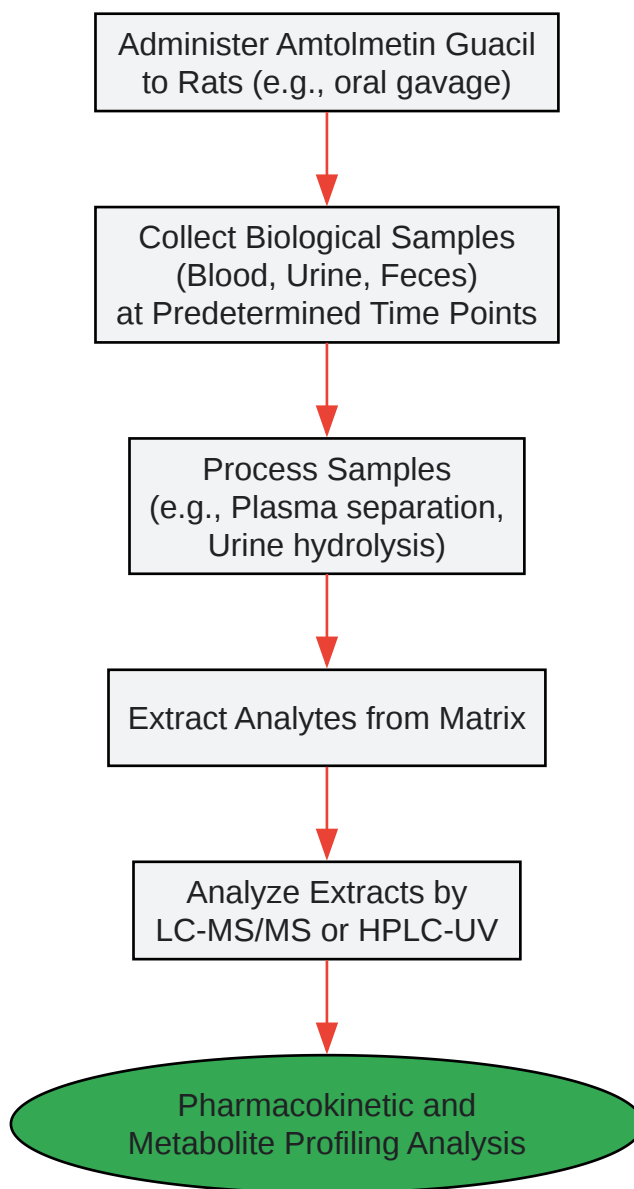 Administer Amtolmetin Guacil
to Rats (e.g., oral gavage)
Collect Biological Samples
(Blood, Urine, Feces)
at Predetermined Time Points
Process Samples
(e.g., Plasma separation,
Urine hydrolysis)
Extract Analytes from Matrix
Analyze Extracts by
LC-MS/MS or HPLC-UV
Pharmacokinetic and
Metabolite Profiling Analysis